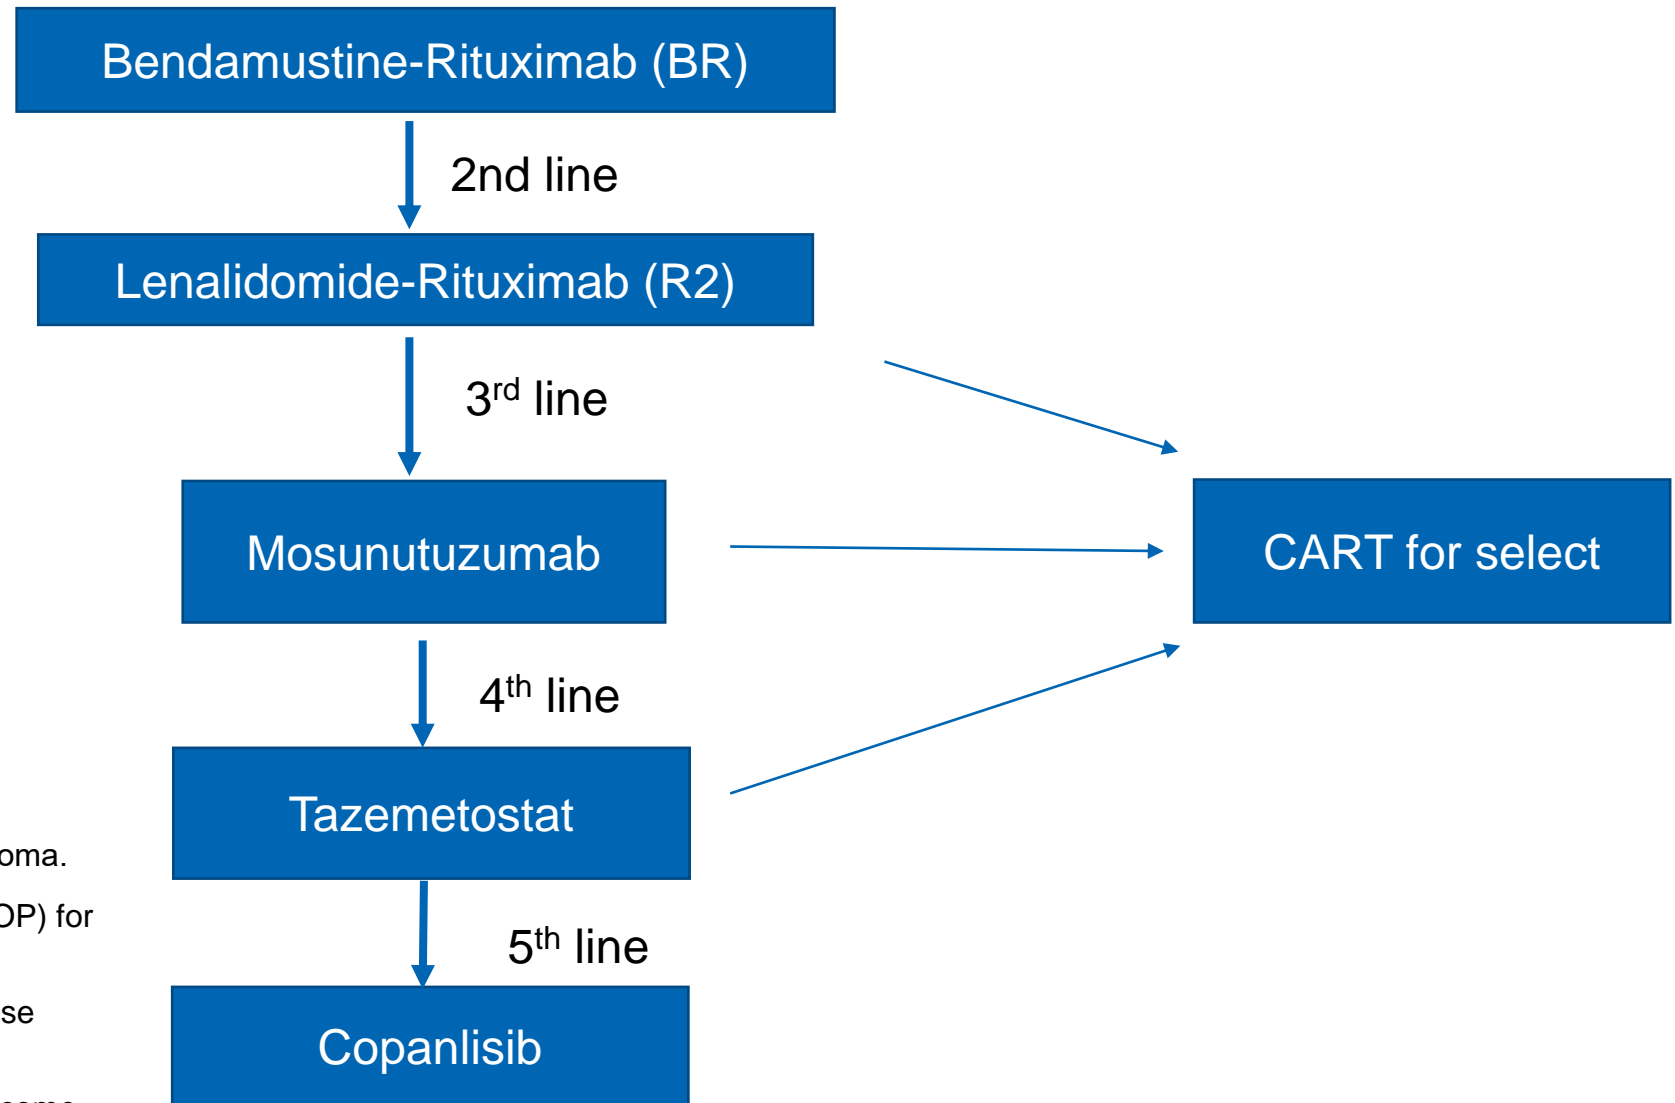 Bendamustine-Rituximab (BR)
2nd line
Lenalidomide-Rituximab (R2)
3rd line
Mosunutuzumab
CART for select
4th line
Tazemetostat
oma.
OP) for
5th line
se
Copanlisib